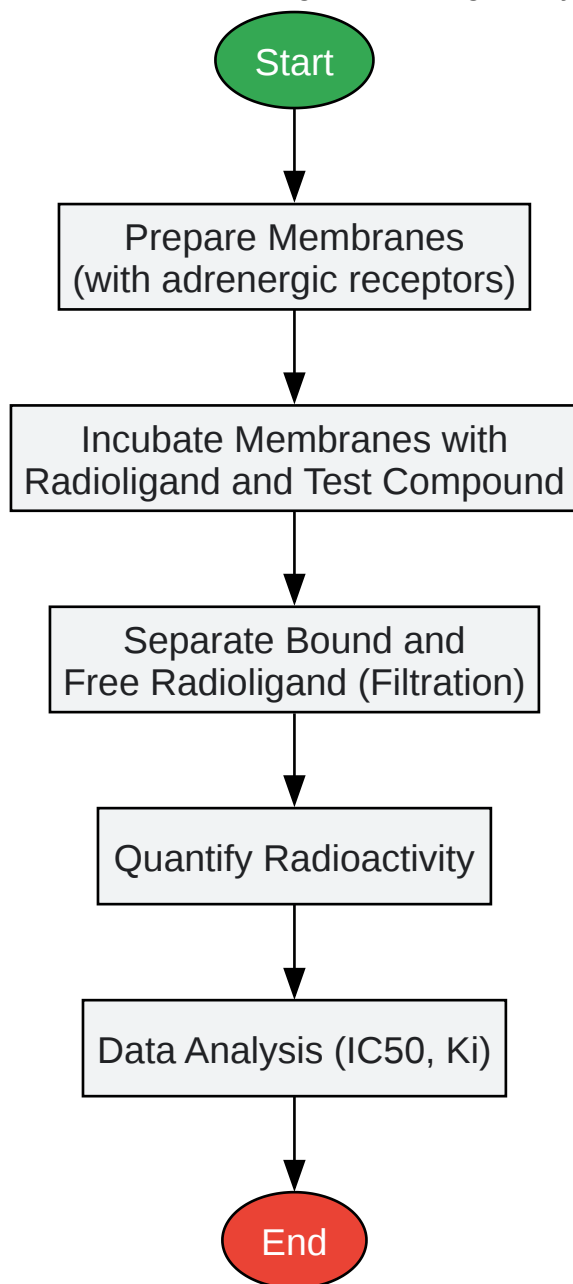 Start
Prepare Membranes
(with adrenergic receptors)
Incubate Membranes with
Radioligand and Test Compound
Separate Bound and
Free Radioligand (Filtration)
Quantify Radioactivity
Data Analysis (IC50, Ki)
End